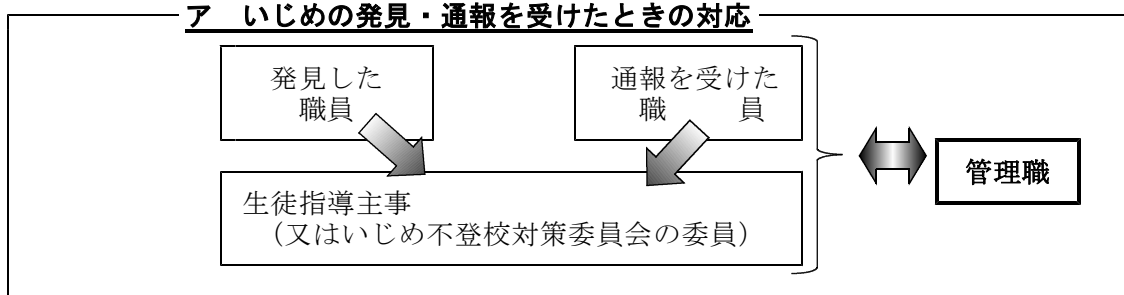 ア　いじめの発見・通報を受けたときの対応
発見した
職員
通報を受けた
職　　員
管理職
生徒指導主事
（又はいじめ不登校対策委員会の委員）